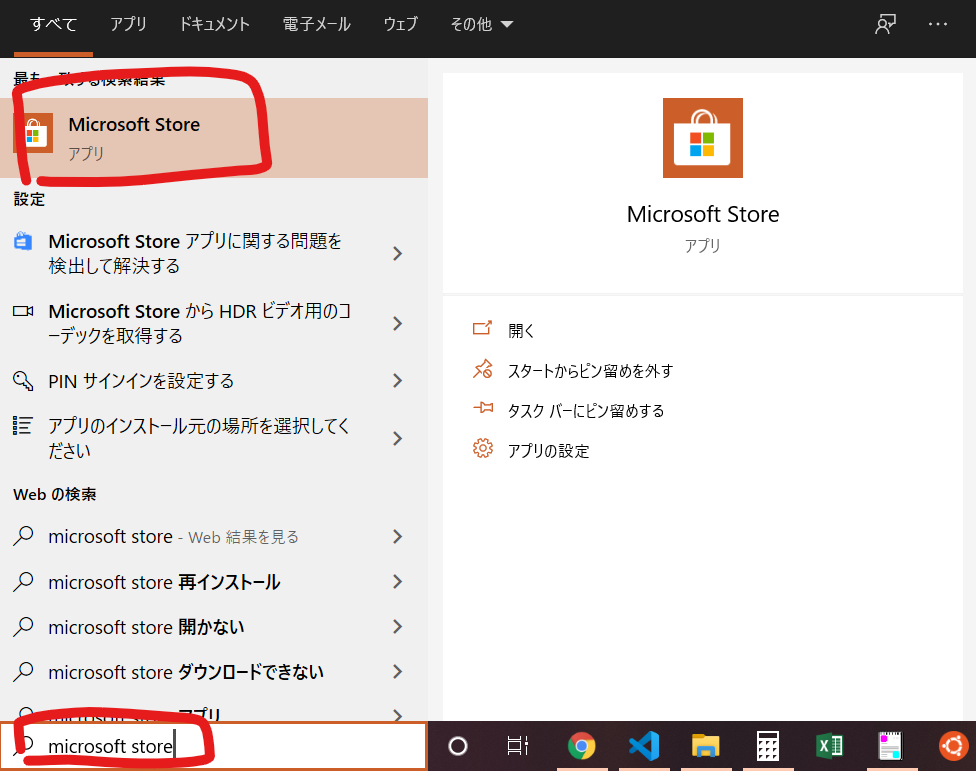 すべて アプリ ドキュメント 電子メール ウェブ その他
最も一致する検索結果
Microsoft Store
アプリ
設定
Microsoft Store アプリに関する問題を
検出して解決する
Microsoft Store から HDR ビデオ用のコ
ーデックを取得する
PIN サインインを設定する
アプリのインストール元の場所を選択してく
ださい
Web の検索
microsoft store - Web 結果を見る
microsoft store 再インストール
microsoft store 開かない
microsoft store ダウンロードできない
microsoft store アプリ
microsoft store
Microsoft Store
アプリ
開く
スタートからピン留めを外す
タスク バーにピン留めする
アプリの設定